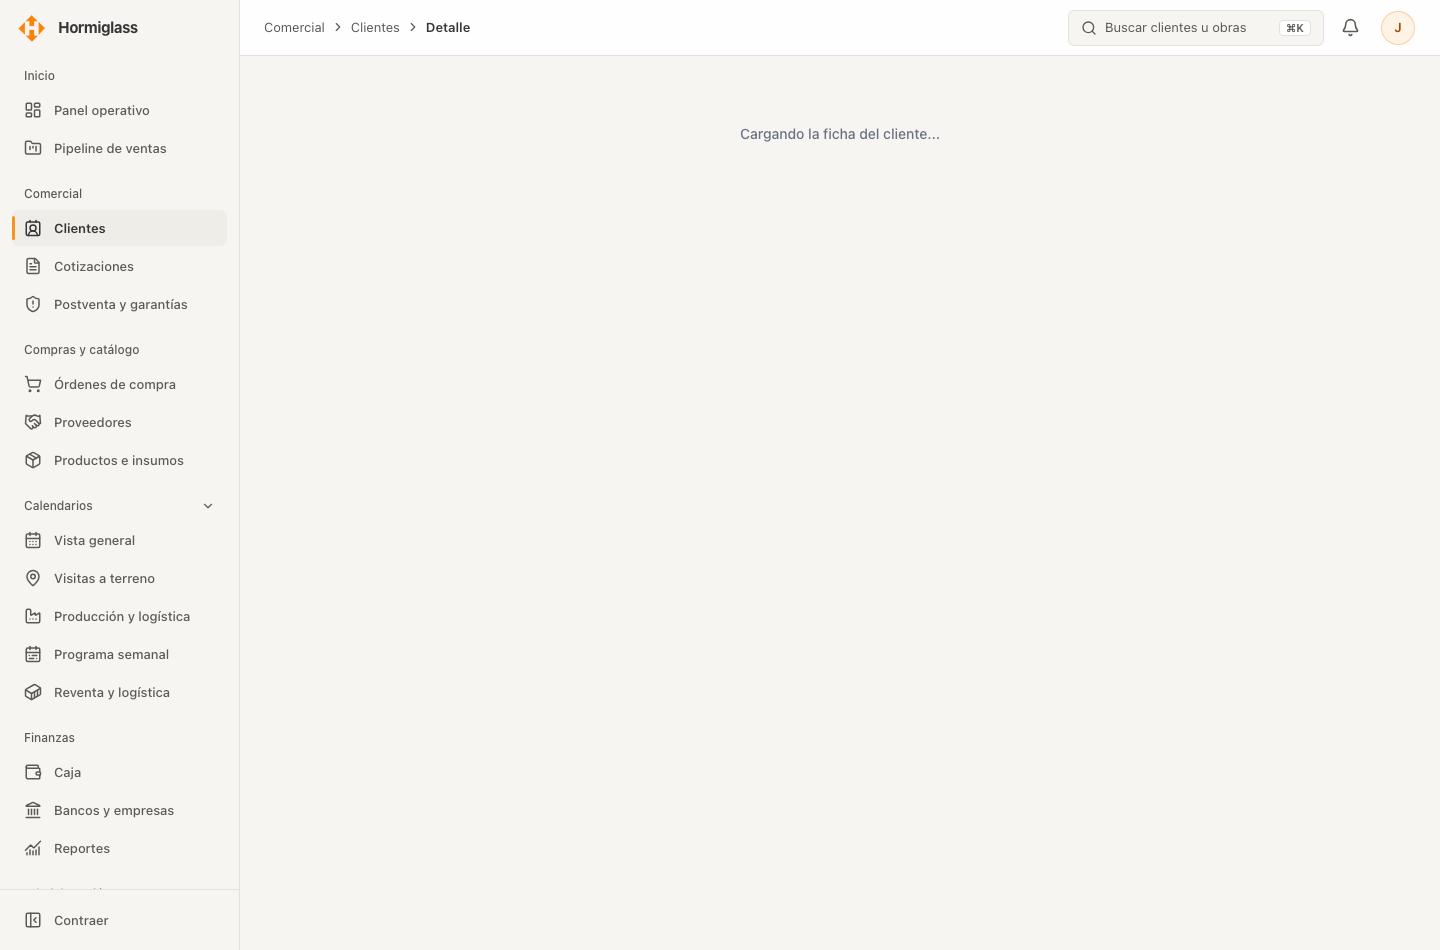 Hormiglass
Comercial
Clientes
Detalle
Buscar clientes u obras
⌘K
J
Inicio
Panel operativo
Pipeline de ventas
Comercial
Clientes
Cotizaciones
Postventa y garantías
Compras y catálogo
Órdenes de compra
Proveedores
Productos e insumos
Calendarios
Vista general
Visitas a terreno
Producción y logística
Programa semanal
Reventa y logística
Finanzas
Caja
Bancos y empresas
Reportes
Contraer
Cargando la ficha del cliente...